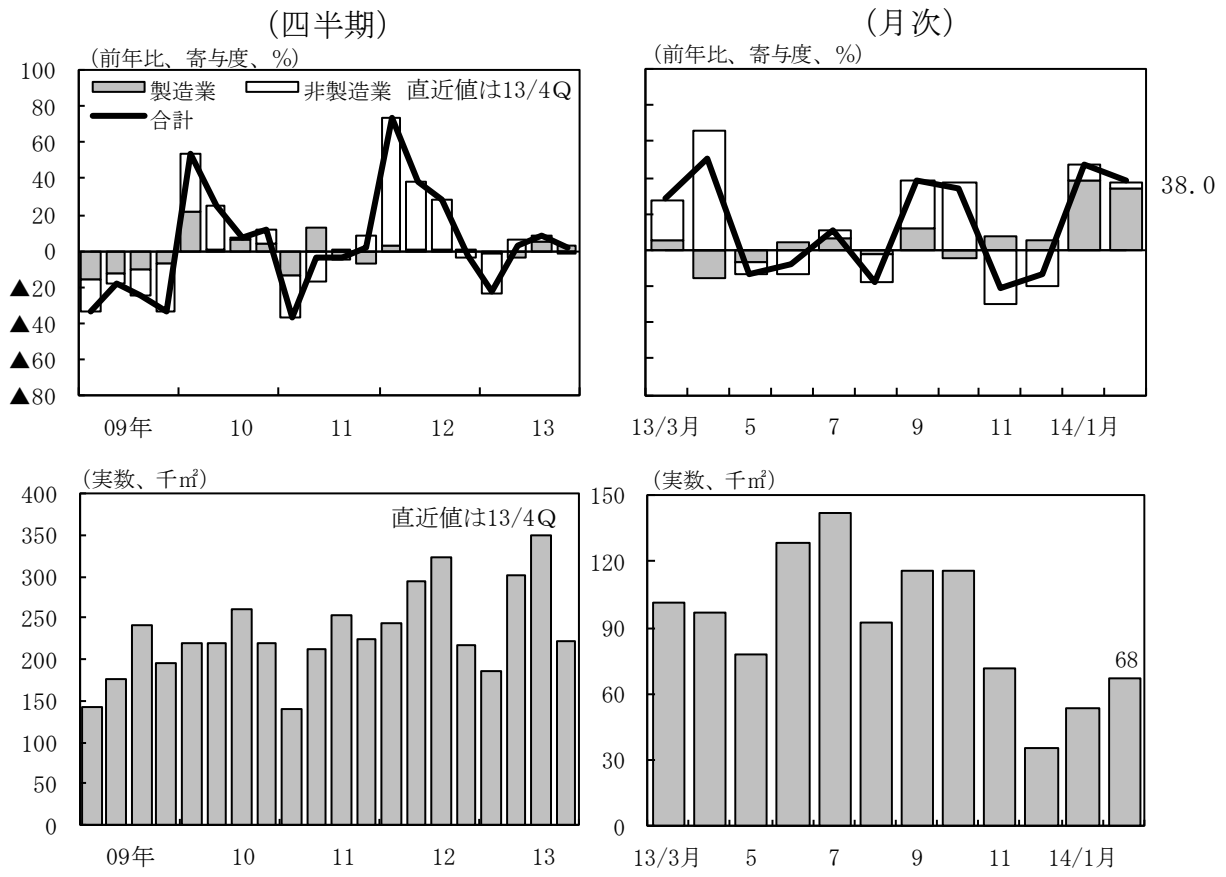 (四半期)
(前年比、寄与度、%)
製造業
非製造業
直近値は13/4Q
合計
100
80
60
40
20
0
▲20
▲40
▲60
▲80
09年
10
11
12
13
(月次)
(前年比、寄与度、%)
38.0
13/3月
5
7
9
11
14/1月
(実数、千㎡)
直近値は13/4Q
400
350
300
250
200
150
100
50
0
09年
10
11
12
13
(実数、千㎡)
150
120
90
60
30
0
68
13/3月
5
7
9
11
14/1月